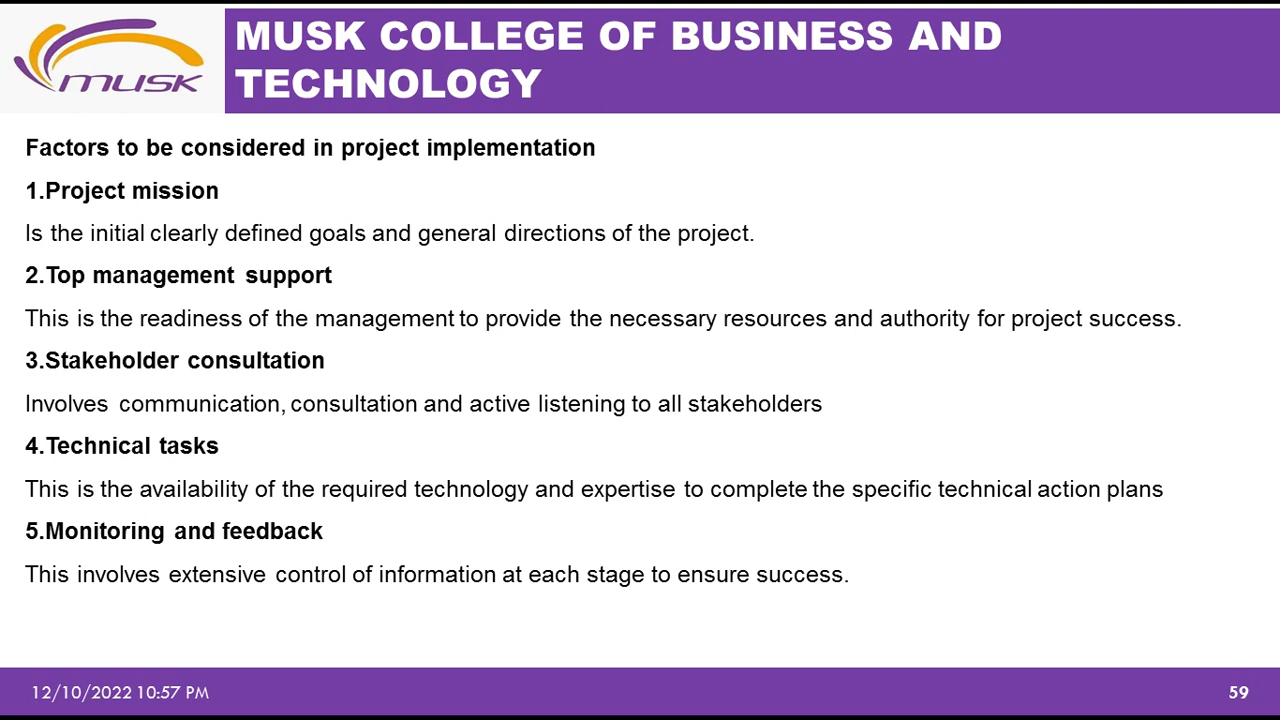 MUSK COLLEGE OF BUSINESS AND
TECHNOLOGY
musk
Factors to be considered in project implementation
1.Project mission
Is the initial clearly defined goals and general directions of the project.
2.Top management support
This is the readiness of the management to provide the necessary resources and authority for project success.
3.Stakeholder consultation
Involves communication, consultation and active listening to all stakeholders
4.Technical tasks
This is the availability of the required technology and expertise to complete the specific technical action plans
5.Monitoring and feedback
This involves extensive control of information at each stage to ensure success.
12/10/2022 10:57 PM
59